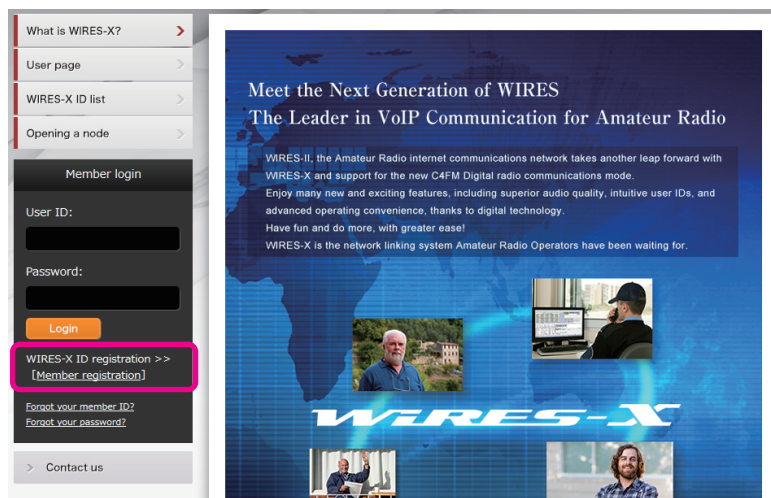 What is WIRES-X?
User page
WIRES-X ID list
Opening a node
Member login
User ID:
Password:
Login
WIRES-X ID registration >>
[Member registration]
Forgot your member ID?
Forgot your password?
Contact us
Meet the Next Generation of WIRES
The Leader in VoIP Communication for Amateur Radio
WIRES-II, the Amateur Radio internet communications network takes another leap forward with
WIRES-X and support for the new C4FM Digital radio communications mode.
Enjoy many new and exciting features, including superior audio quality, intuitive user IDs, and
advanced operating convenience, thanks to digital technology.
Have fun and do more, with greater ease!
WIRES-X is the network linking system Amateur Radio Operators have been waiting for.
WiRES-X